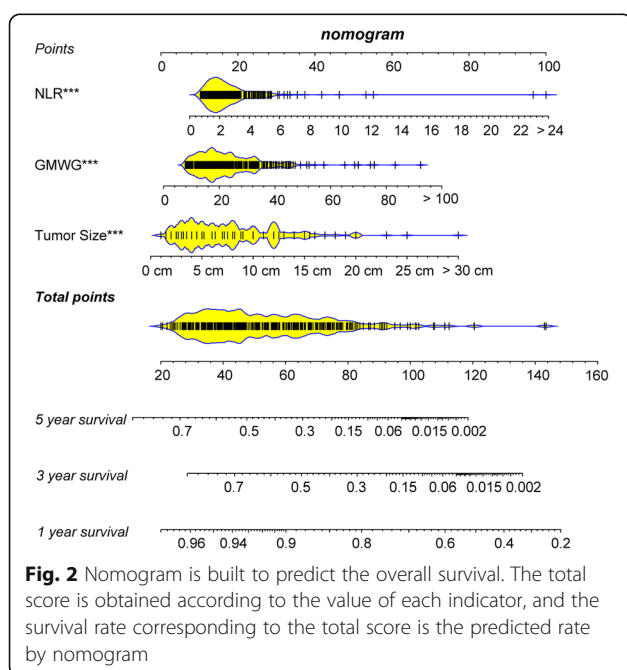 nomogram
Points
0 20 40 60 80 100
NLR***
0 2 4 6 8 10 12 14 16 18 20 22 > 24
GMWG***
0 20 40 60 80 > 100
Tumor Size***
0 cm 5 cm 10 cm 15 cm 20 cm 25 cm > 30 cm
Total points
20 40 60 80 100 120 140 160
5 year survival
0.7 0.5 0.3 0.15 0.06 0.015 0.002
3 year survival
0.7 0.5 0.3 0.15 0.06 0.015 0.002
1 year survival
0.96 0.94 0.9 0.8 0.7 0.6 0.5 0.4 0.3 0.2
Fig. 2 Nomogram is built to predict the overall survival. The total
score is obtained according to the value of each indicator, and the
survival rate corresponding to the total score is the predicted rate
by nomogram